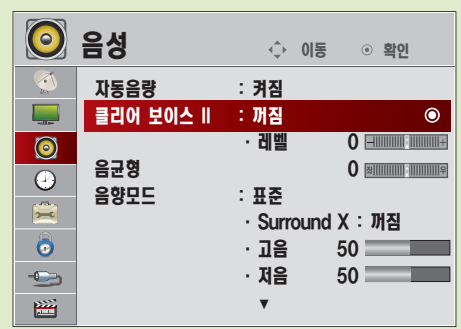 음성 이동 확인
자동음량 : 켜짐
클리어 보이스 II : 꺼짐
· 레벨 0 - +
음균형 0 좌 우
음향모드 : 표준
· Surround X : 꺼짐
· 고음 50
· 저음 50